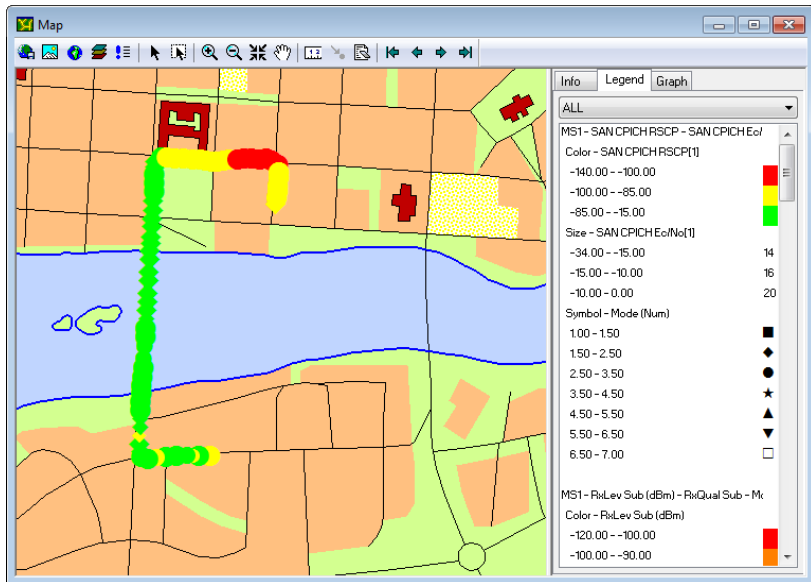 Map
1:2
Info Legend Graph
ALL
MS1 - SAN CPICH RSCP - SAN CPICH Ec/
Color - SAN CPICH RSCP[1]
-140.00 - -100.00
-100.00 - -85.00
-85.00 - -15.00
Size - SAN CPICH Ec/No[1]
-34.00 - -15.00 14
-15.00 - -10.00 16
-10.00 - 0.00 20
Symbol - Mode (Num)
1.00 - 1.50
1.50 - 2.50
2.50 - 3.50
3.50 - 4.50
4.50 - 5.50
5.50 - 6.50
6.50 - 7.00
MS1 - RxLev Sub (dBm) - RxQual Sub - Mo
Color - RxLev Sub (dBm)
-120.00 - -100.00
-100.00 - -90.00